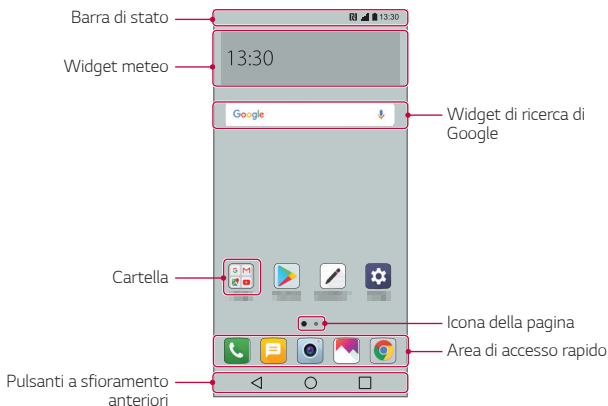 Barra di stato
13:30
Widget meteo
13:30
Google
Widget di ricerca di
Google
Cartella
Icona della pagina
Area di accesso rapido
Pulsanti a sfioramento
anteriori